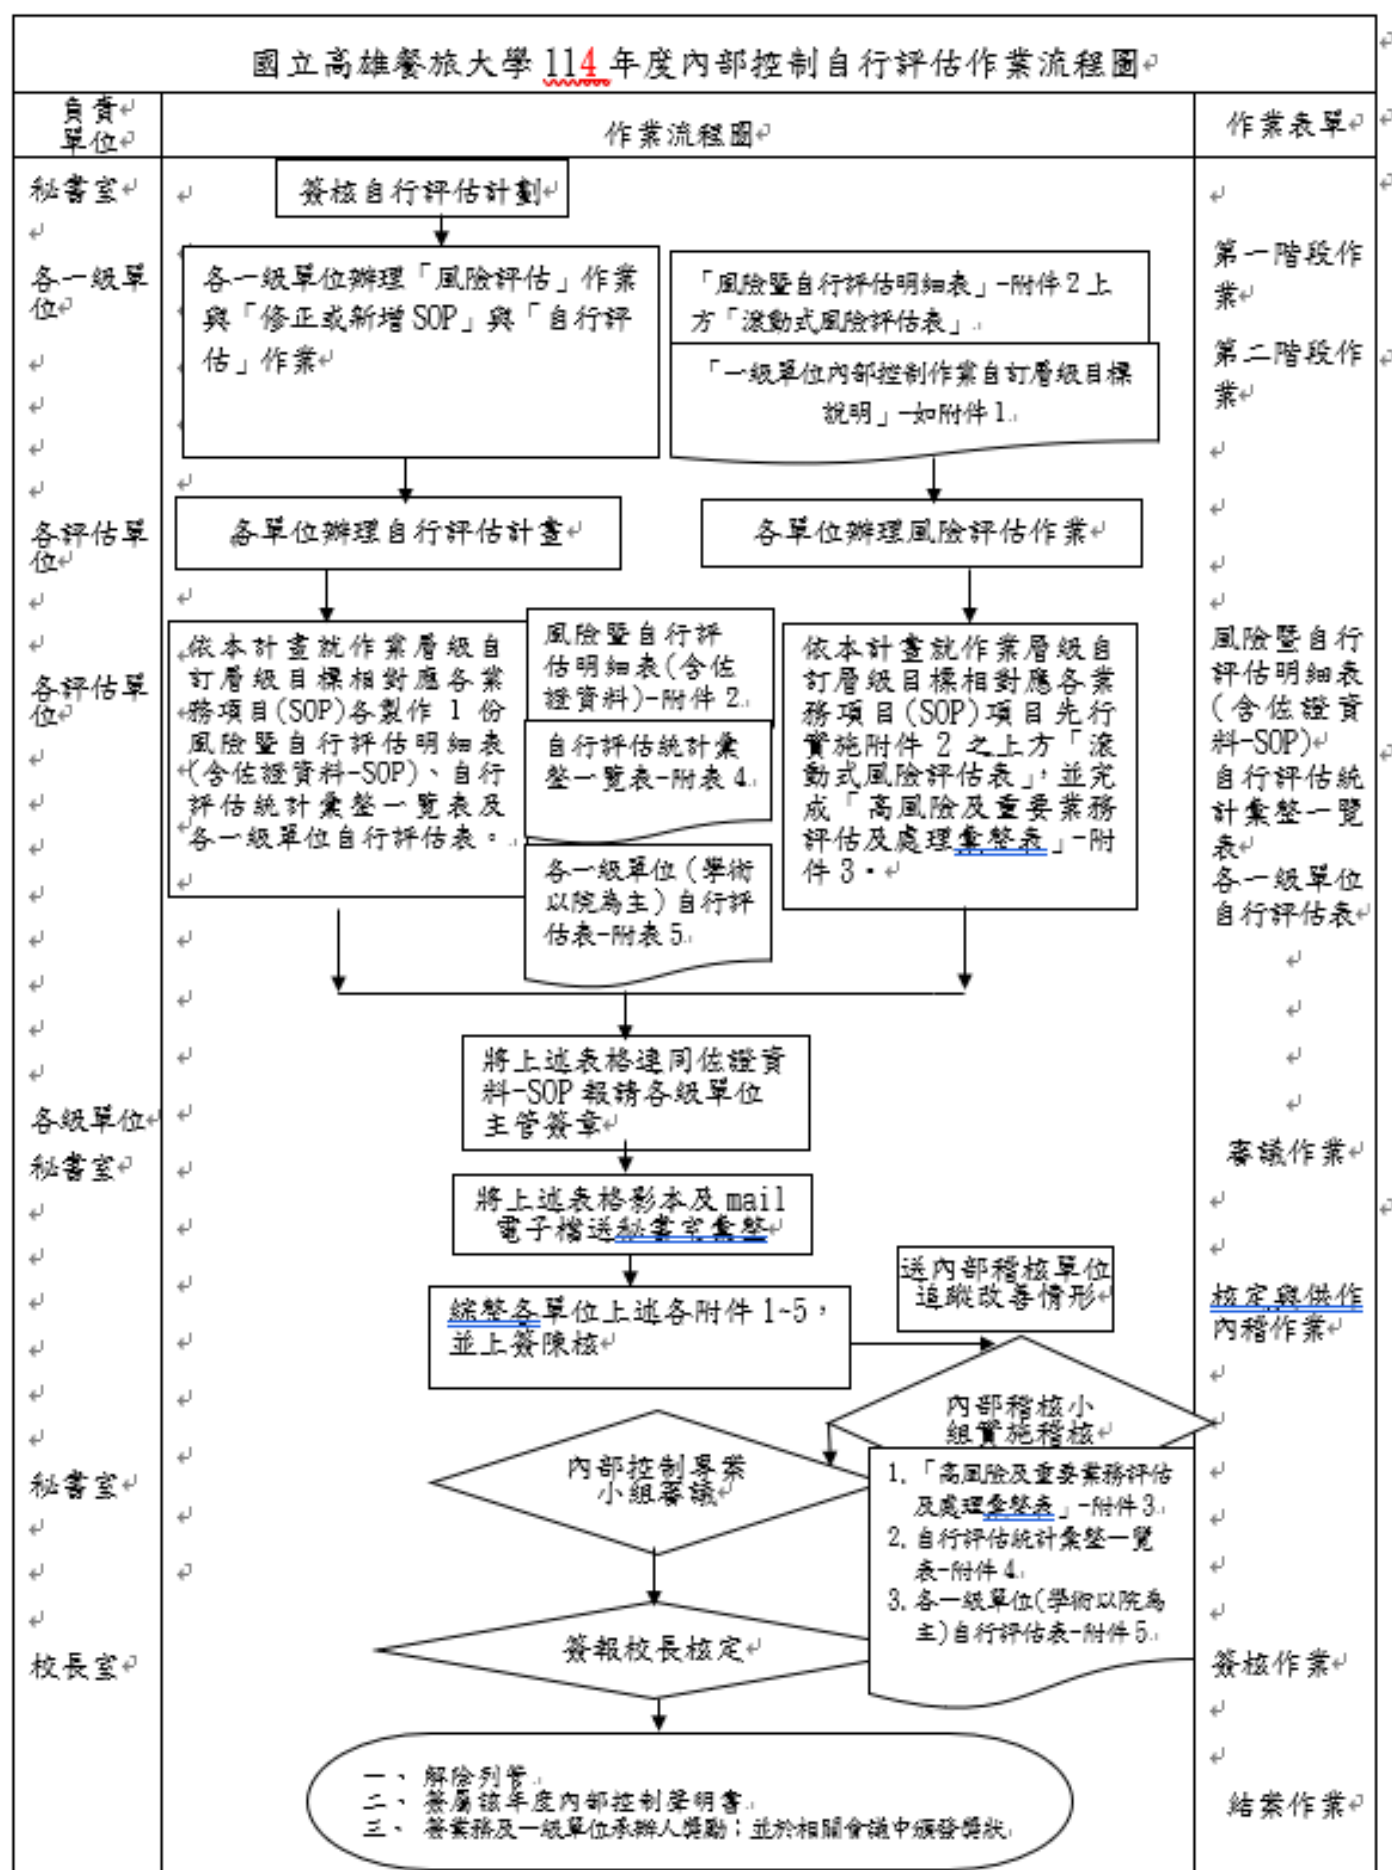 國立高雄餐旅大學 114 年度內部控制自行評估作業流程圖
負責
單位
作業流程圖
作業表單
秘書室
簽核自行評估計劃
各一級單
位
各一級單位辦理「風險評估」作業
與「修正或新增 SOP」與「自行評
估」作業
「風險暨自行評估明細表」-附件 2 上
方「滾動式風險評估表」.
「一級單位內部控制作業自訂層級目標
說明」-如附件 1.
第一階段作
業
第二階段作
業
各評估單
位
各單位辦理自行評估計畫
各單位辦理風險評估作業
各評估單
位
依本計畫就作業層級自
訂層級目標相對應各業
務項目(SOP)各製作 1 份
風險暨自行評估明細表
(含佐證資料-SOP)、自行
評估統計彙整一覽表及
各一級單位自行評估表。
風險暨自行評
估明細表(含佐
證資料)-附件 2.
自行評估統計彙
整一覽表-附表 4.
各一級單位(學術
以院為主)自行評
估表-附表 5.
依本計畫就作業層級自
訂層級目標相對應各業
務項目(SOP)項目先行
實施附件 2 之上方「滾
動式風險評估表」，並完
成「高風險及重要業務
評估及處理彙整表」-附
件 3。
風險暨自行
評估明細表
(含佐證資
料-SOP)
自行評估統
計彙整一覽
表
各一級單位
自行評估表
各級單位
將上述表格連同佐證資
料-SOP 報請各級單位
主管簽章
秘書室
審議作業
將上述表格影本及 mail
電子檔送秘書室彙整
綜整各單位上述各附件 1~5，
並上簽陳核
送內部稽核單位
追蹤改善情形
核定與供作
內稽作業
內部稽核小
組實施稽核
秘書室
內部控制專案
小組審議
1. 「高風險及重要業務評估
及處理彙整表」-附件 3.
2. 自行評估統計彙整一覽
表-附件 4.
3. 各一級單位(學術以院為
主)自行評估表-附件 5.
校長室
簽報校長核定
簽核作業
一、 解除列管.
二、 簽屬該年度內部控制聲明書.
三、 簽業務及一級單位承辦人獎勵；並於相關會議中頒發獎狀.
結案作業